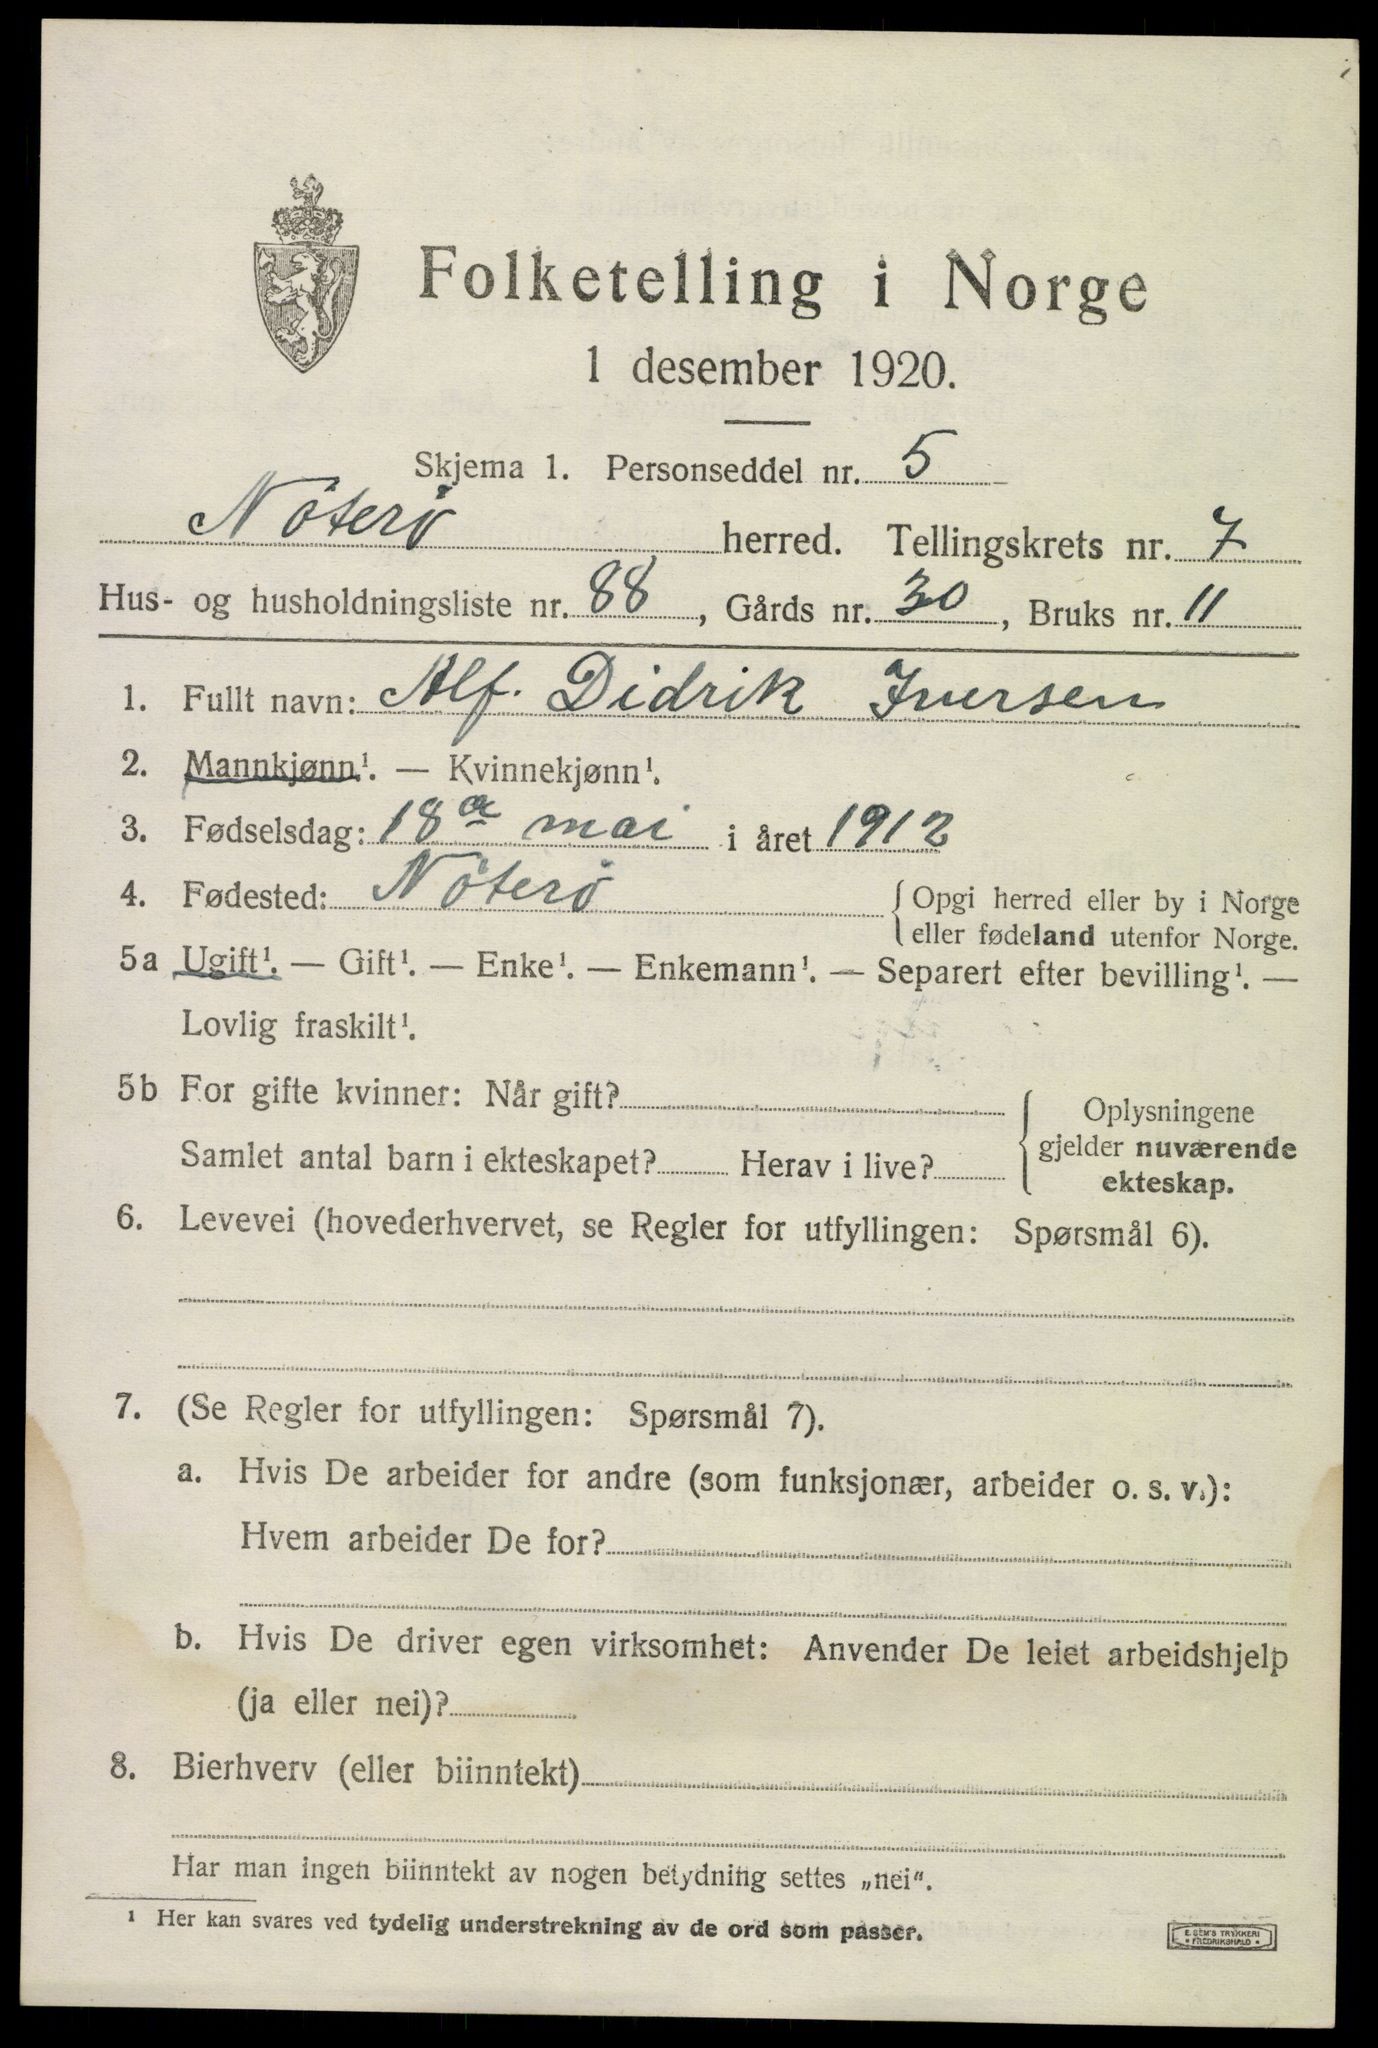 Folketelling i Norge
1 desember 1920.
Skjema 1. Personseddel nr. 5
Nöterö herred. Tellingskrets nr. 7
Hus- og husholdningsliste nr. 88, Gårds nr. 30, Bruks nr. 11
1. Fullt navn: Alf. Didrik Iversen
2. Mannkjønn¹. — Kvinnekjønn¹.
3. Fødselsdag: 18de mai i året 1912
4. Fødested: Nöterö {Opgi herred eller by i Norge
eller fødeland utenfor Norge.
5a Ugift¹. — Gift¹. — Enke¹. — Enkemann¹. — Separert efter bevilling¹. —
Lovlig fraskilt¹.
5b For gifte kvinner: Når gift? { Oplysningene
gjelder nuværende
Samlet antal barn i ekteskapet? Herav i live?
ekteskap.
6. Levevei (hovederhvervet, se Regler for utfyllingen: Spørsmål 6).
7. (Se Regler for utfyllingen: Spørsmål 7).
a. Hvis De arbeider for andre (som funksjonær, arbeider o. s. v.):
Hvem arbeider De for?
b. Hvis De driver egen virksomhet: Anvender De leiet arbeidshjelp
(ja eller nei)?
8. Bierhverv (eller biinntekt)
Har man ingen biinntekt av nogen betydning settes „nei“.
¹ Her kan svares ved tydelig understrekning av de ord som passer.
E. SEM'S TRYKKERI
* FREDRIKSHALD *